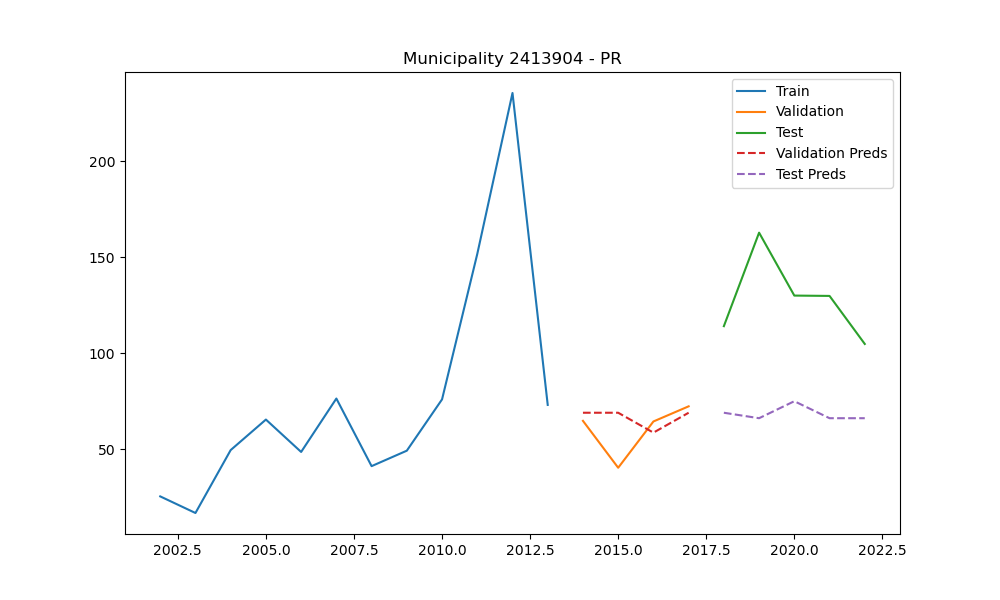 Municipality 2413904 - PR
Train
Validation
Test
Validation Preds
Test Preds
200
150
100
50
2002.5 2005.0 2007.5 2010.0 2012.5 2015.0 2017.5 2020.0 2022.5